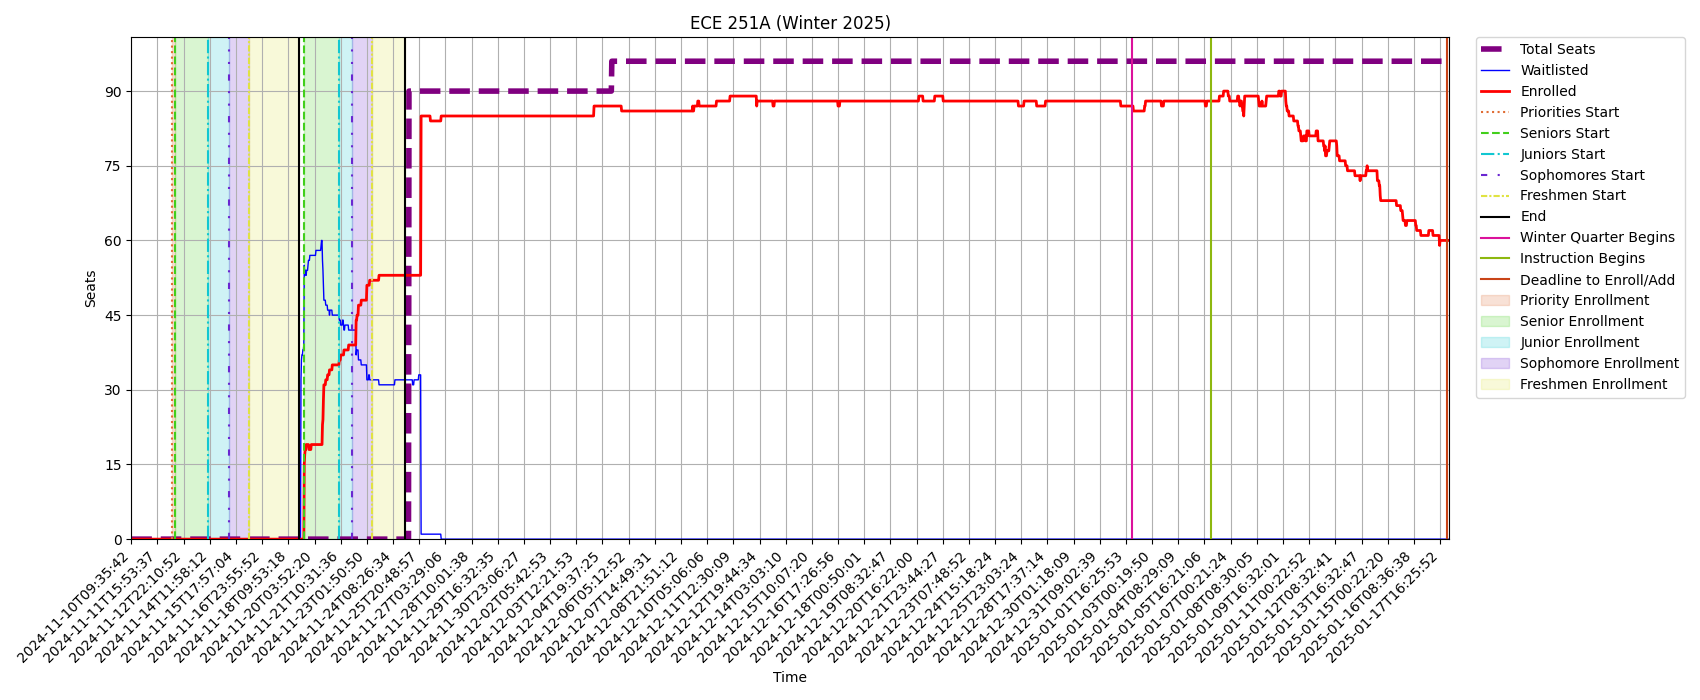 ECE 251A (Winter 2025)
Total Seats
Waitlisted
Enrolled
Priorities Start
Seniors Start
Juniors Start
Sophomores Start
Freshmen Start
End
Winter Quarter Begins
Instruction Begins
Deadline to Enroll/Add
Priority Enrollment
Senior Enrollment
Junior Enrollment
Sophomore Enrollment
Freshmen Enrollment
Seats
90
75
60
45
30
15
0
2024-11-10T09:35:42
2024-11-11T15:53:37
2024-11-12T22:10:52
2024-11-14T11:58:12
2024-11-15T17:57:04
2024-11-16T23:55:52
2024-11-18T09:53:18
2024-11-20T03:52:20
2024-11-21T10:31:36
2024-11-23T01:50:50
2024-11-24T08:26:34
2024-11-25T20:48:57
2024-11-27T03:29:06
2024-11-28T10:01:38
2024-11-29T16:32:35
2024-11-30T23:06:27
2024-12-02T05:42:53
2024-12-03T12:21:53
2024-12-04T19:37:25
2024-12-06T05:12:52
2024-12-07T14:49:31
2024-12-08T21:51:12
2024-12-10T05:06:06
2024-12-11T12:30:09
2024-12-12T19:44:34
2024-12-14T03:03:10
2024-12-15T10:07:20
2024-12-16T17:26:56
2024-12-18T00:50:01
2024-12-19T08:32:47
2024-12-20T16:22:00
2024-12-21T23:44:27
2024-12-23T07:48:52
2024-12-24T15:18:24
2024-12-25T23:03:24
2024-12-28T17:37:14
2024-12-30T01:18:09
2024-12-31T09:02:39
2025-01-01T16:25:53
2025-01-03T00:19:50
2025-01-04T08:29:09
2025-01-05T16:21:06
2025-01-07T00:21:24
2025-01-08T08:30:05
2025-01-09T16:32:01
2025-01-11T00:22:52
2025-01-12T08:32:41
2025-01-13T16:32:47
2025-01-15T00:22:20
2025-01-16T08:36:38
2025-01-17T16:25:52
Time